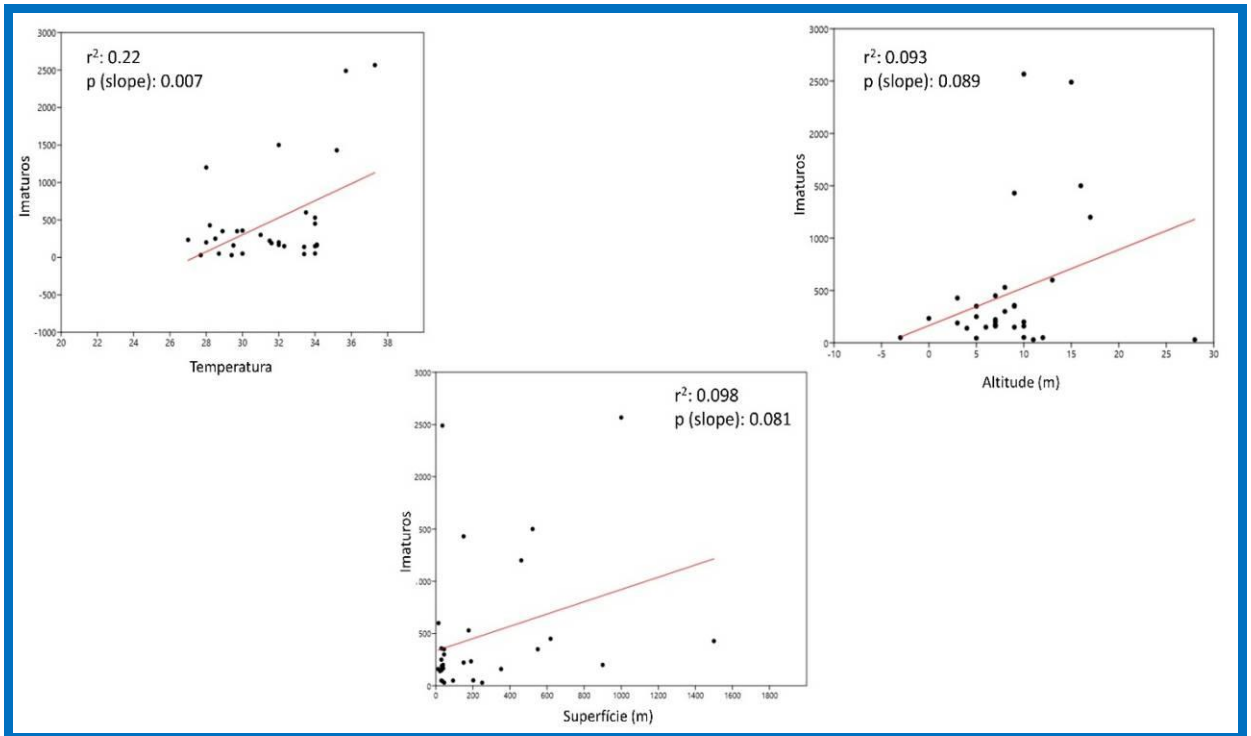 r²: 0.22
p (slope): 0.007
3000
2500
2000
1500
1000
500
0
-500
-1000
Imaturos
20 22 24 26 28 30 32 34 36 38
Temperatura
r²: 0.093
p (slope): 0.089
3000
2500
2000
500
1000
500
0
Imaturos
-10 -5 0 5 10 15 20 25 30
Altitude (m)
r²: 0.098
p (slope): 0.081
3000
2500
2000
500
000
500
0
Imaturos
0 200 400 600 800 1000 1200 1400 1600 1800
Superfície (m)